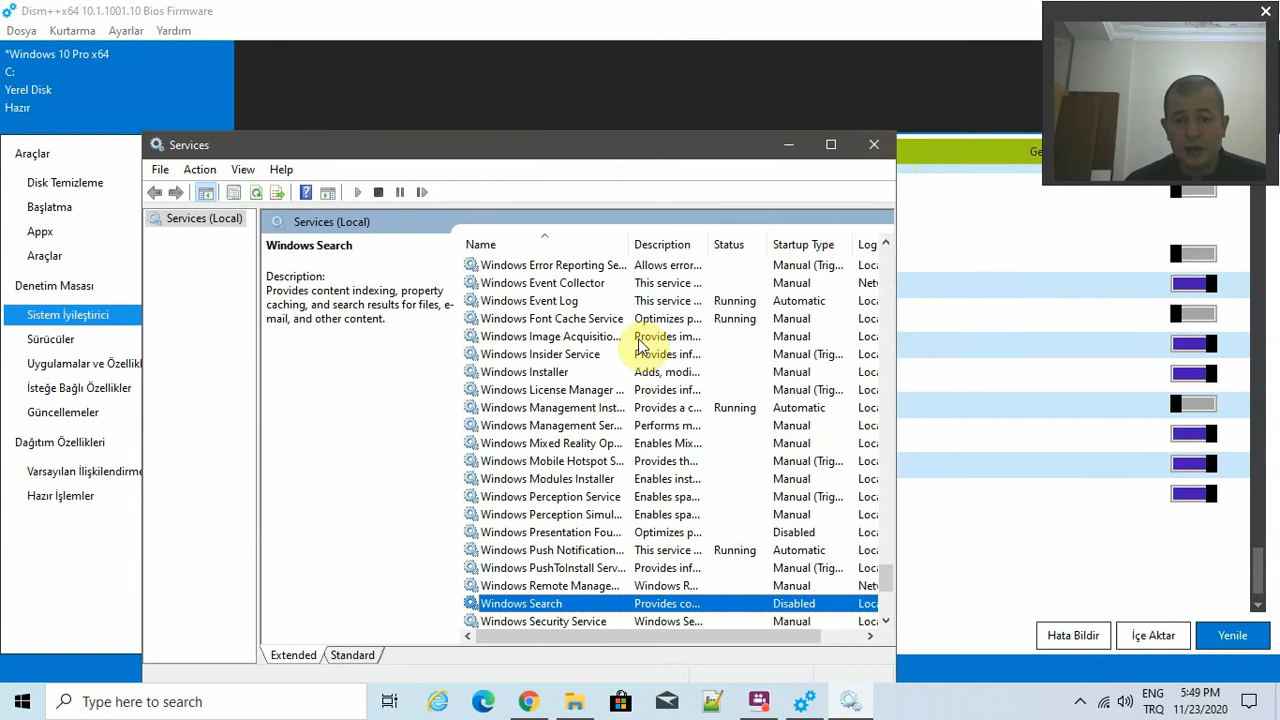 Dism++x64 10.1.1001.10 Bios Firmware
Dosya Kurtarma Ayarlar Yardım
*Windows 10 Pro x64
C:
Yerel Disk
Hazır
Araçlar
Disk Temizleme
Başlatma
Appx
Araçlar
Denetim Masası
Sistem İyileştirici
Sürücüler
Uygulamalar ve Özellikl
İsteğe Bağlı Özellikler
Güncellemeler
Dağıtım Özellikleri
Varsayılan İlişkilendirme
Hazır İşlemler
Services
File Action View Help
Services (Local)
Services (Local)
Windows Search
Description:
Provides content indexing, property
caching, and search results for files, e-
mail, and other content.
Name Description Status Startup Type Log
Windows Error Reporting Se... Allows error... Manual (Trig... Loca
Windows Event Collector This service ... Manual Net
Windows Event Log This service ... Running Automatic Loca
Windows Font Cache Service Optimizes p... Running Manual Loca
Windows Image Acquisitio... Provides im... Manual Loca
Windows Insider Service Provides inf... Manual (Trig... Loca
Windows Installer Adds, modi... Manual Loca
Windows License Manager ... Provides inf... Manual (Trig... Loca
Windows Management Inst... Provides a c... Running Automatic Loca
Windows Management Ser... Performs m... Manual Loca
Windows Mixed Reality Op... Enables Mix... Manual Loca
Windows Mobile Hotspot S... Provides th... Manual (Trig... Loca
Windows Modules Installer Enables inst... Manual Loca
Windows Perception Service Enables spa... Manual (Trig... Loca
Windows Perception Simul... Enables spa... Manual Loca
Windows Presentation Fou... Optimizes p... Disabled Loca
Windows Push Notification... This service ... Running Automatic Loca
Windows PushToInstall Serv... Provides inf... Manual (Trig... Loca
Windows Remote Manage... Windows R... Manual Net
Windows Search Provides co... Disabled Loca
Windows Security Service Windows Se... Manual Loca
Extended Standard
Ge
Hata Bildir İçe Aktar Yenile
Type here to search
ENG
TRQ
5:49 PM
11/23/2020